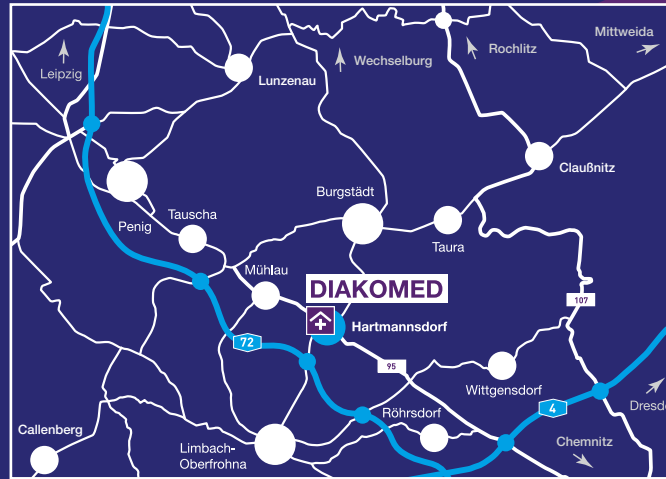 Mittweida
Rochlitz
Wechselburg
Leipzig
Lunzenau
Claußnitz
Burgstädt
Penig
Tauscha
Taura
Mühlau
DIAKOMED
107
Hartmannsdorf
72
95
Wittgensdorf
4
Dresde
Röhrsdorf
Callenberg
Limbach-
Oberfrohna
Chemnitz